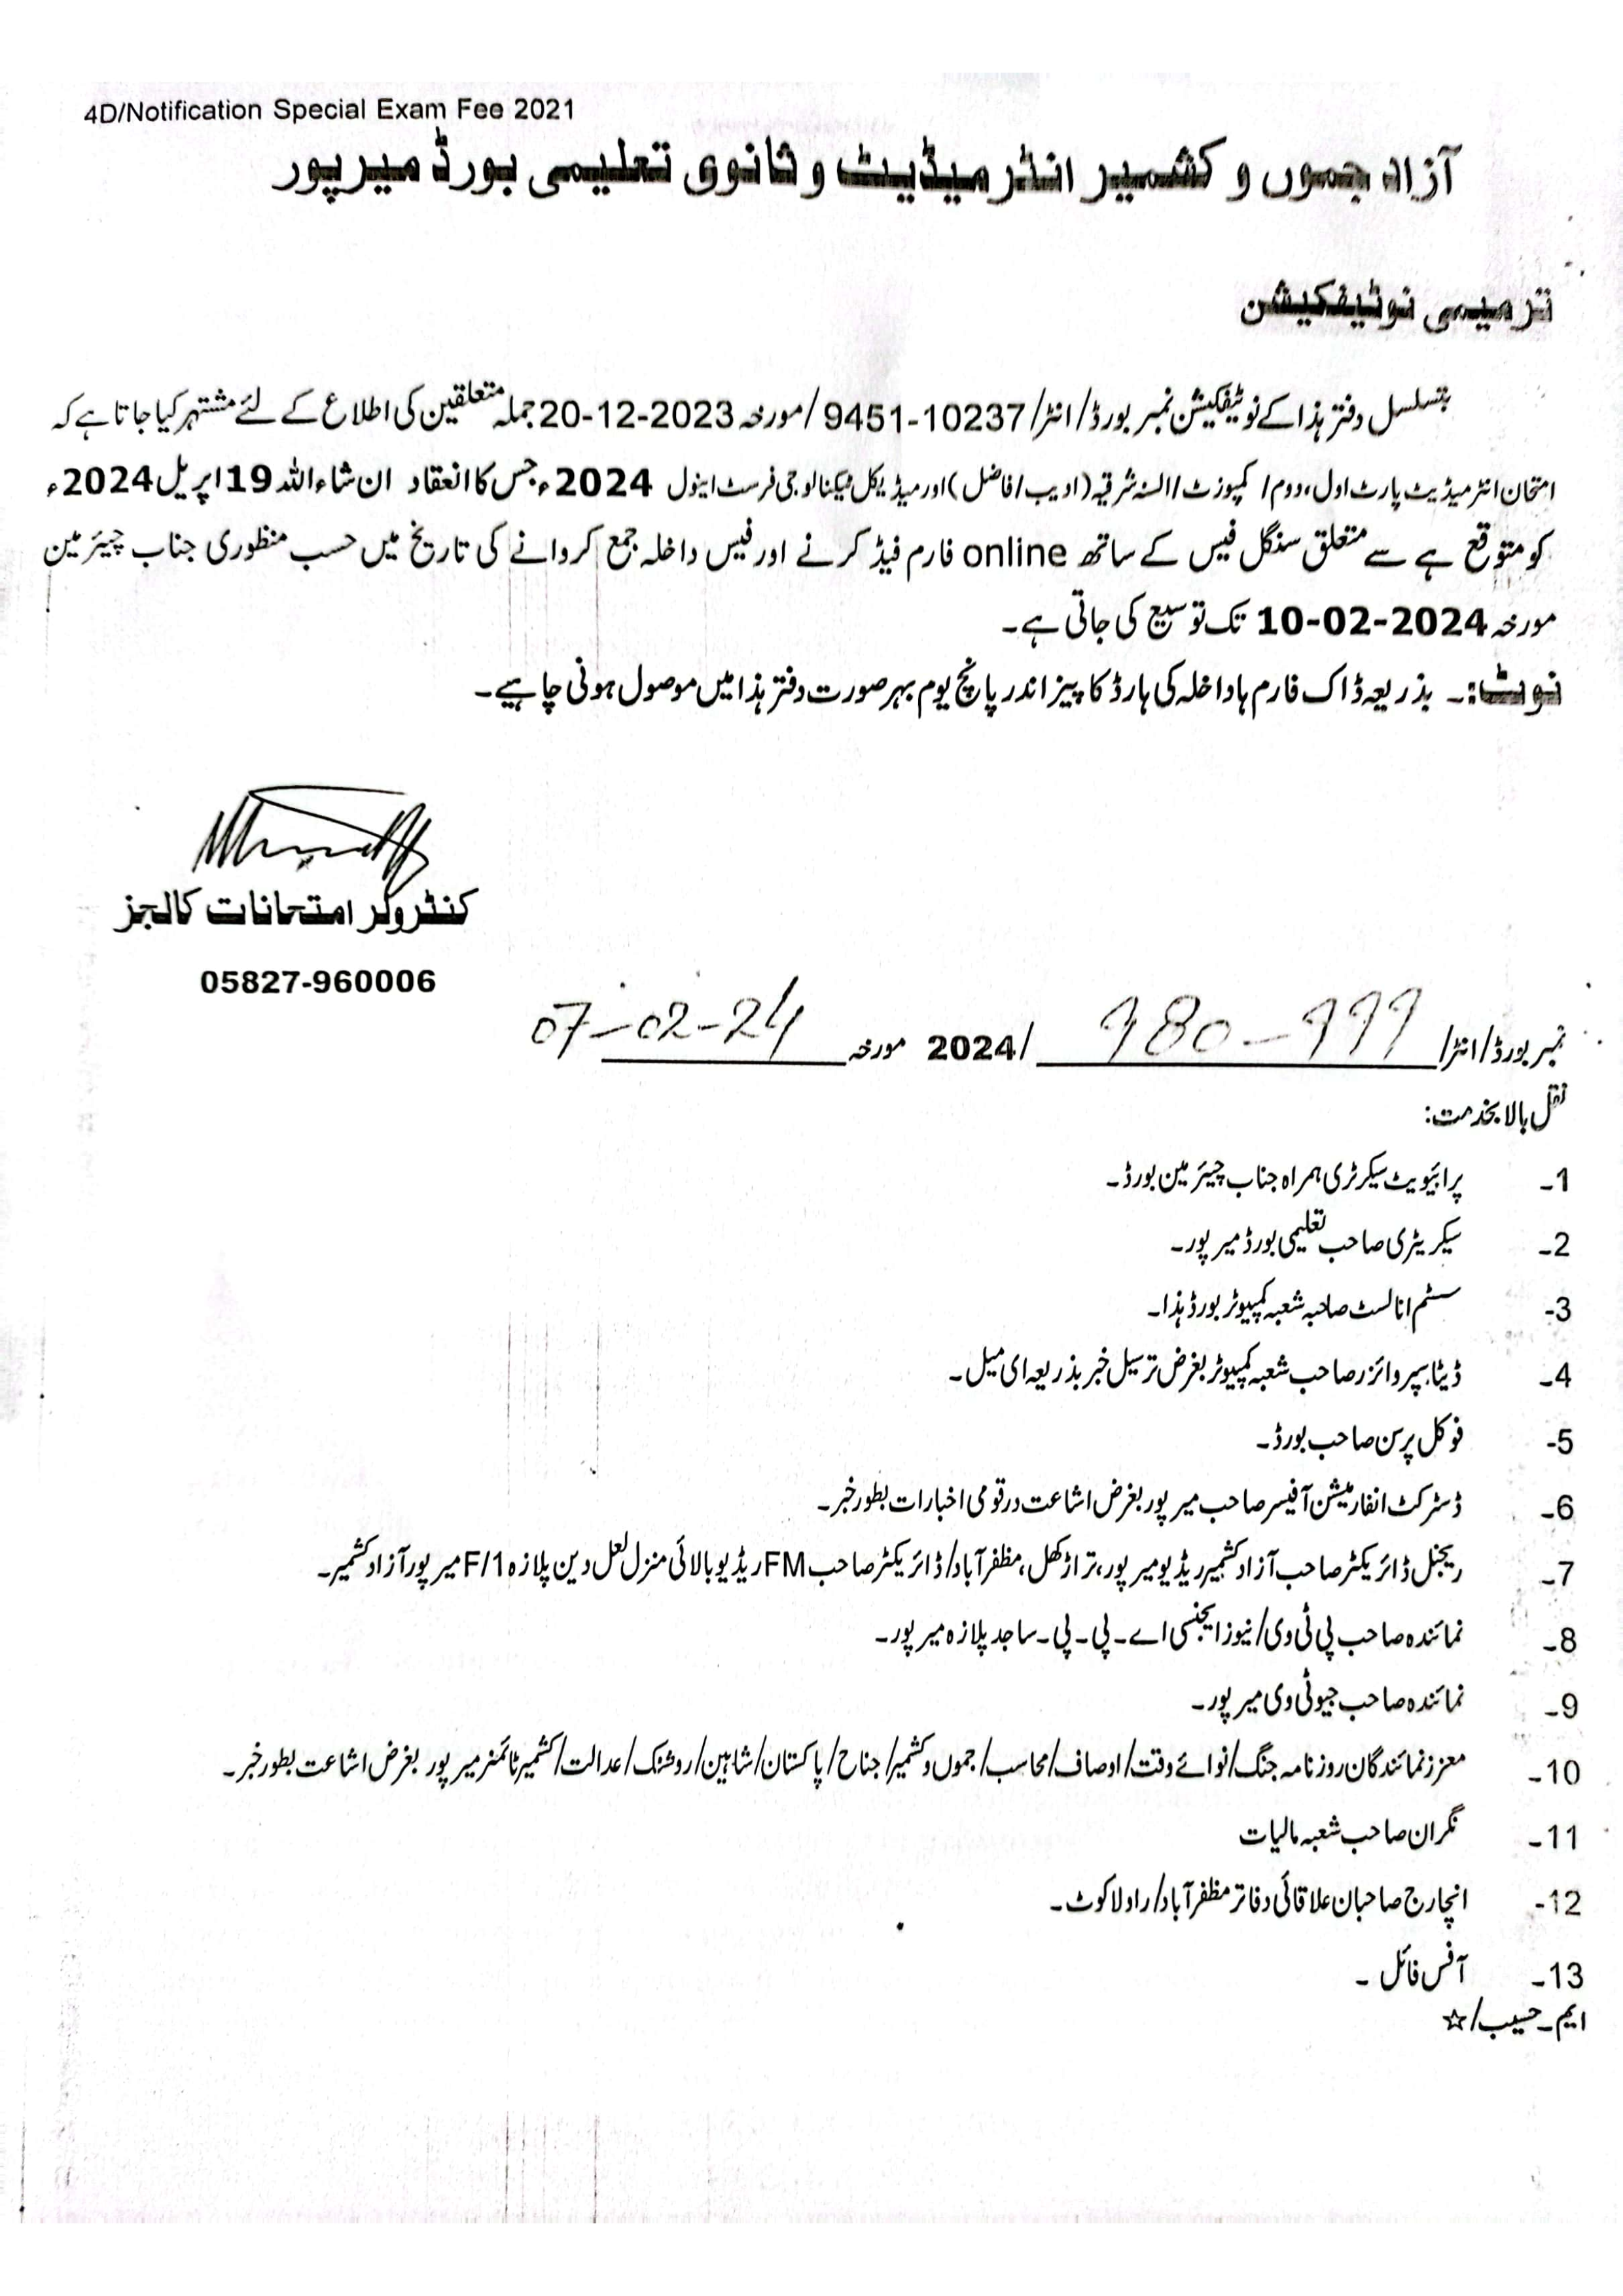 4D/Notification Special Exam Fee 2021
آزاد جموں و کشمیر انٹرمیڈیٹ و ثانوی تعلیمی بورڈ میرپور
ترمیمی نوٹیفکیشن
بتسلسل دفتر ہذا کے نوٹیفکیشن نمبر بورڈ/انٹر/9451-10237/مورخہ 20-12-2023 جملہ متعلقین کی اطلاع کے لئے مشتہر کیا جاتا ہے کہ
امتحان انٹرمیڈیٹ پارٹ اول، دوم/ کمپوزٹ/السنہ شرقیہ (ادیب/فاضل) اور میڈیکل ٹیکنالوجی فرسٹ اینول 2024ء جس کا انعقاد ان شاء اللہ 19 اپریل 2024ء
کو متوقع ہے سے متعلق سنگل فیس کے ساتھ online فارم فیڈ کرنے اور فیس داخلہ جمع کروانے کی تاریخ میں حسب منظوری جناب چیئرمین
مورخہ 10-02-2024 تک توسیع کی جاتی ہے۔
نوٹ:۔ بذریعہ ڈاک فارم ہا داخلہ کی ہارڈ کاپیز اندر پانچ یوم بہر صورت دفتر ہذا میں موصول ہونی چاہیے۔
کنٹرولر امتحانات کالجز
05827-960006
نمبر بورڈ/انٹر/ 980-999 /2024 مورخہ 07-02-24
نقل بالا بخدمت:
1۔ پرائیویٹ سیکرٹری ہمراہ جناب چیئرمین بورڈ۔
2۔ سیکریٹری صاحب تعلیمی بورڈ میرپور۔
3- سسٹم انالسٹ صاحبہ شعبہ کمپیوٹر بورڈ ہذا۔
4۔ ڈیٹا سپروائزر صاحب شعبہ کمپیوٹر بغرض ترسیل خبر بذریعہ ای میل۔
5- فوکل پرسن صاحب بورڈ۔
6۔ ڈسٹرکٹ انفارمیشن آفیسر صاحب میرپور بغرض اشاعت در قومی اخبارات بطور خبر۔
7۔ ریجنل ڈائریکٹر صاحب آزاد کشمیر ریڈیو میرپور، تراڑکھل، مظفرآباد/ڈائریکٹر صاحب FM ریڈیو بالائی منزل لعل دین پلازہ F/1 میرپور آزاد کشمیر۔
8۔ نمائندہ صاحب پی ٹی وی/نیوز ایجنسی اے۔پی۔پی۔ساجد پلازہ میرپور۔
9۔ نمائندہ صاحب جیو ٹی وی میرپور۔
10۔ معزز نمائندگان روزنامہ جنگ/نوائے وقت/اوصاف/محاسب/جموں و کشمیر/جناح/پاکستان/شاہین/روشنک/عدالت/کشمیر ٹائمنر میرپور بغرض اشاعت بطور خبر۔
11۔ نگران صاحب شعبہ مالیات
12- انچارج صاحبان علاقائی دفاتر مظفرآباد/راولاکوٹ۔
13۔ آفس فائل ۔
ایم۔حسیب/☆